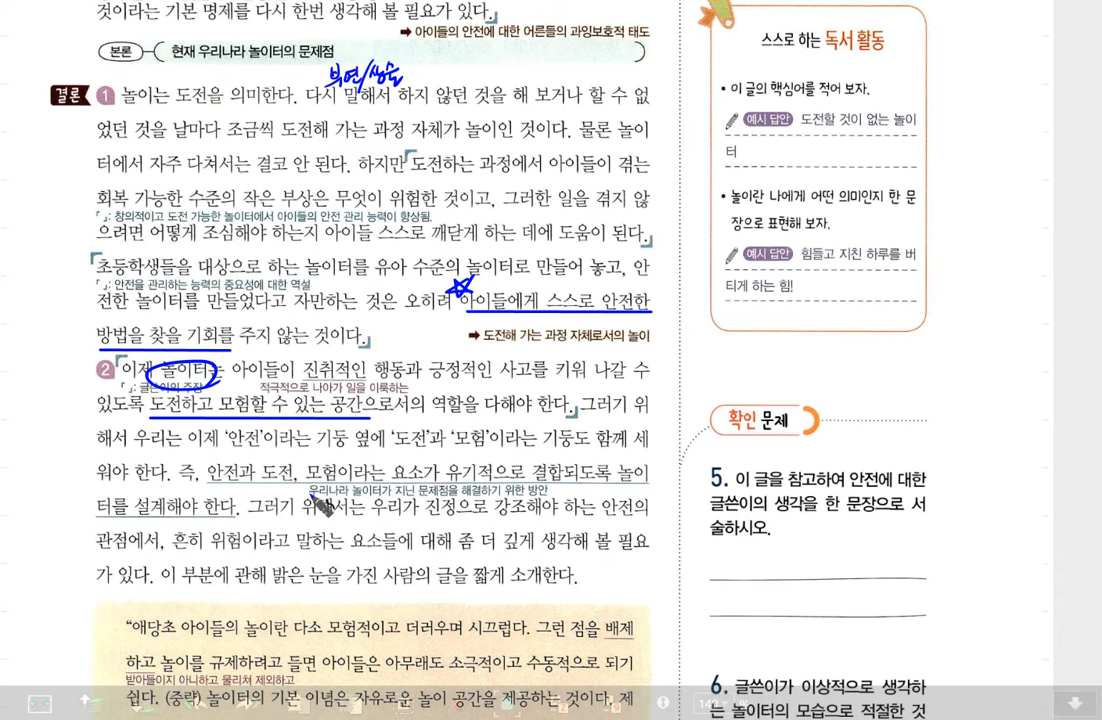 것이라는 기본 명제를 다시 한번 생각해 볼 필요가 있다.
➡ 아이들의 안전에 대한 어른들의 과잉보호적 태도
본론 현재 우리나라 놀이터의 문제점
부연/상술
결론 1 놀이는 도전을 의미한다. 다시 말해서 하지 않던 것을 해 보거나 할 수 없
었던 것을 날마다 조금씩 도전해 가는 과정 자체가 놀이인 것이다. 물론 놀이
터에서 자주 다쳐서는 결코 안 된다. 하지만 「도전하는 과정에서 아이들이 겪는
회복 가능한 수준의 작은 부상은 무엇이 위험한 것이고, 그러한 일을 겪지 않
「 」: 창의적이고 도전 가능한 놀이터에서 아이들의 안전 관리 능력이 향상됨.
으려면 어떻게 조심해야 하는지 아이들 스스로 깨닫게 하는 데에 도움이 된다.」
「초등학생들을 대상으로 하는 놀이터를 유아 수준의 놀이터로 만들어 놓고, 안
「 」: 안전을 관리하는 능력의 중요성에 대한 역설
전한 놀이터를 만들었다고 자만하는 것은 오히려 아이들에게 스스로 안전한
방법을 찾을 기회를 주지 않는 것이다.」
➡ 도전해 가는 과정 자체로서의 놀이
2 「이제 놀이터는 아이들이 진취적인 행동과 긍정적인 사고를 키워 나갈 수
「 」: 글쓴이의 주장
적극적으로 나아가 일을 이룩하는
있도록 도전하고 모험할 수 있는 공간으로서의 역할을 다해야 한다.」 그러기 위
해서 우리는 이제 ‘안전’이라는 기둥 옆에 ‘도전’과 ‘모험’이라는 기둥도 함께 세
워야 한다. 즉, 안전과 도전, 모험이라는 요소가 유기적으로 결합되도록 놀이
우리나라 놀이터가 지닌 문제점을 해결하기 위한 방안
터를 설계해야 한다. 그러기 위해서는 우리가 진정으로 강조해야 하는 안전의
관점에서, 흔히 위험이라고 말하는 요소들에 대해 좀 더 깊게 생각해 볼 필요
가 있다. 이 부분에 관해 밝은 눈을 가진 사람의 글을 짧게 소개한다.
“애당초 아이들의 놀이란 다소 모험적이고 더러우며 시끄럽다. 그런 점을 배제
하고 놀이를 규제하려고 들면 아이들은 아무래도 소극적이고 수동적으로 되기
받아들이지 아니하고 물리쳐 제외하고
쉽다. (중략) 놀이터의 기본 이념은 자유로운 놀이 공간을 제공하는 것이다. 제
스스로 하는 독서 활동
• 이 글의 핵심어를 적어 보자.
예시 답안 도전할 것이 없는 놀이
터
• 놀이란 나에게 어떤 의미인지 한 문
장으로 표현해 보자.
예시 답안 힘들고 지친 하루를 버
티게 하는 힘!
확인 문제
5. 이 글을 참고하여 안전에 대한
글쓴이의 생각을 한 문장으로 서
술하시오.
6. 글쓴이가 이상적으로 생각하
는 놀이터의 모습으로 적절한 것